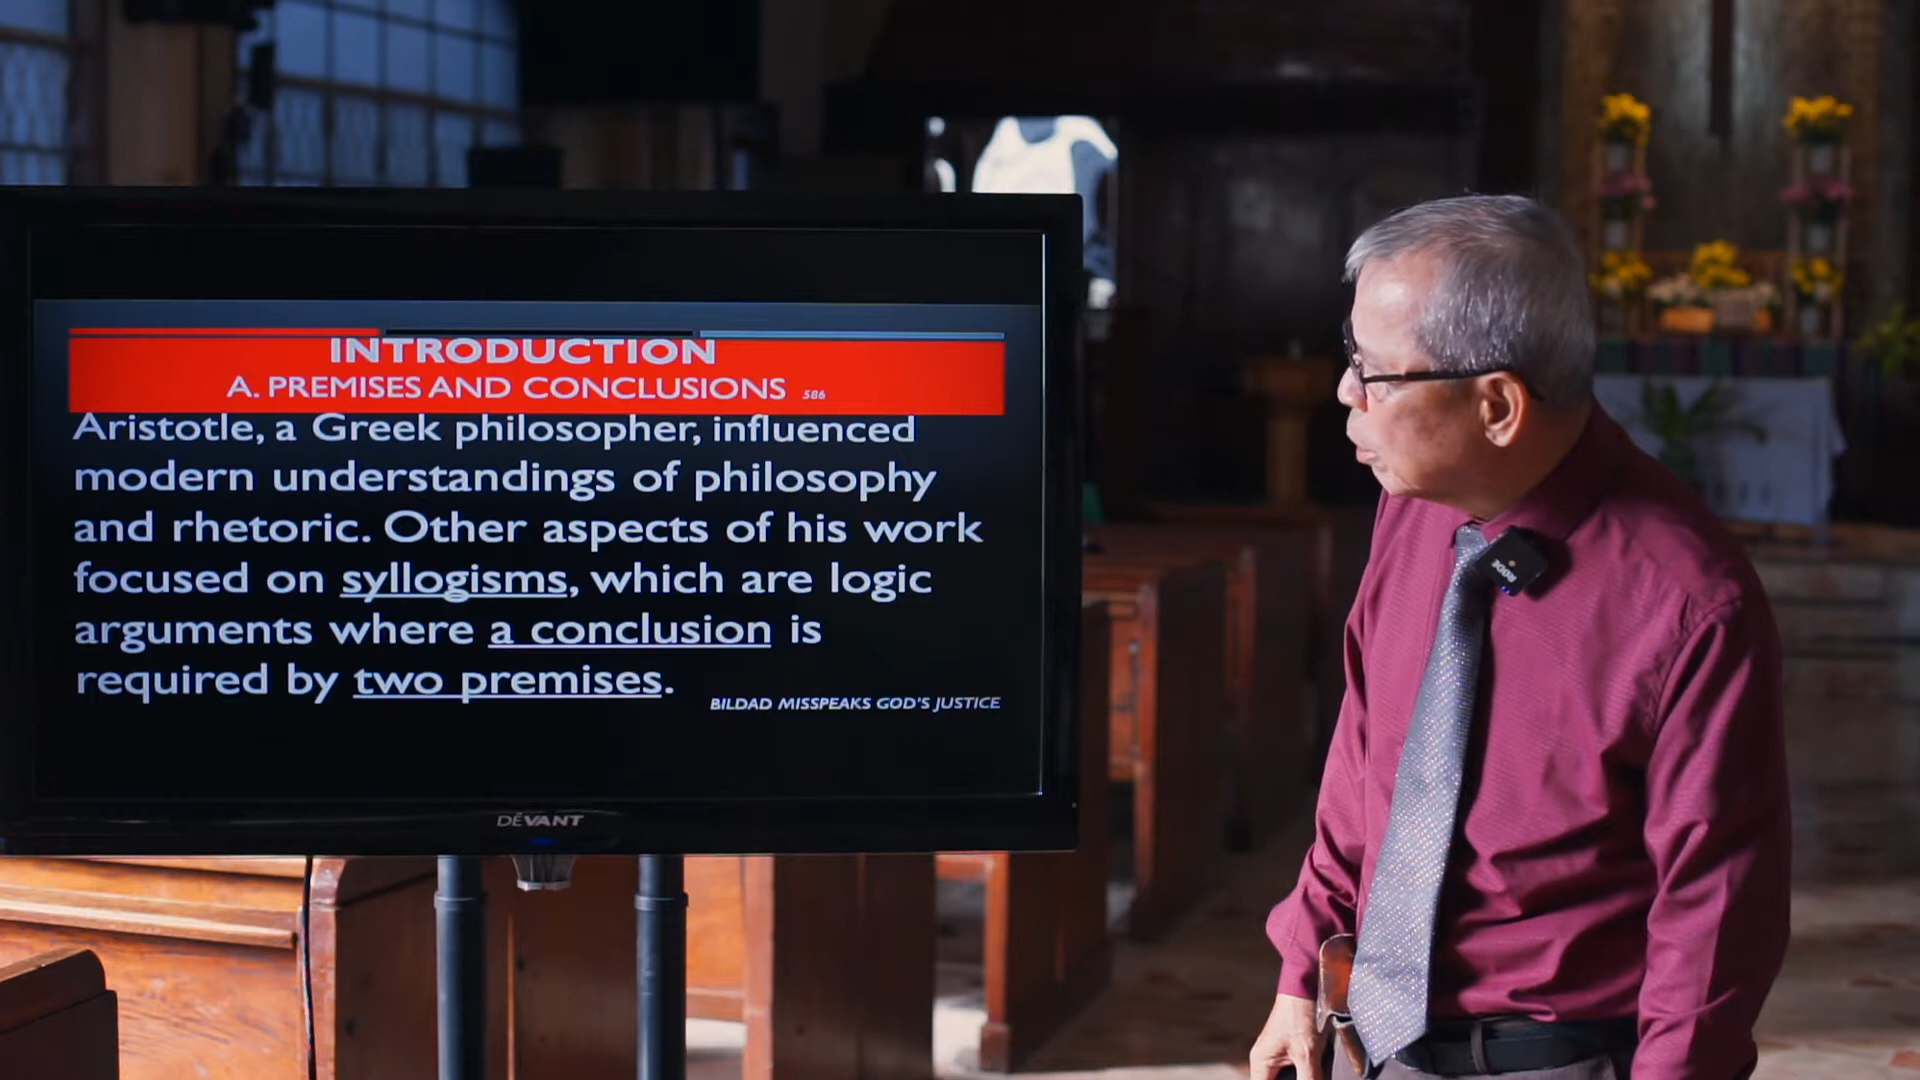 INTRODUCTION
A. PREMISES AND CONCLUSIONS 586
Aristotle, a Greek philosopher, influenced
modern understandings of philosophy
and rhetoric. Other aspects of his work
focused on syllogisms, which are logic
arguments where a conclusion is
required by two premises.
BILDAD MISSPEAKS GOD'S JUSTICE
DĒVANT
RODE